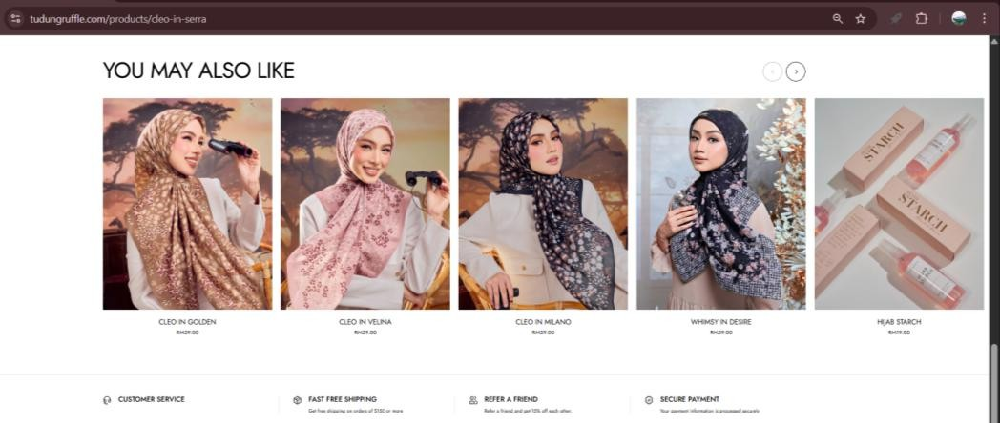 tudungruffle.com/products/cleo-in-serra
YOU MAY ALSO LIKE
STARCH
STARCH
CLEO IN GOLDEN
RM59.00
CLEO IN VELINA
RM59.00
CLEO IN MILANO
RM59.00
WHIMSY IN DESIRE
RM59.00
HIJAB STARCH
RM19.00
CUSTOMER SERVICE
FAST FREE SHIPPING
Get free shipping on orders of $150 or more
REFER A FRIEND
Refer a friend and get 15% off each other.
SECURE PAYMENT
Your payment information is processed securely